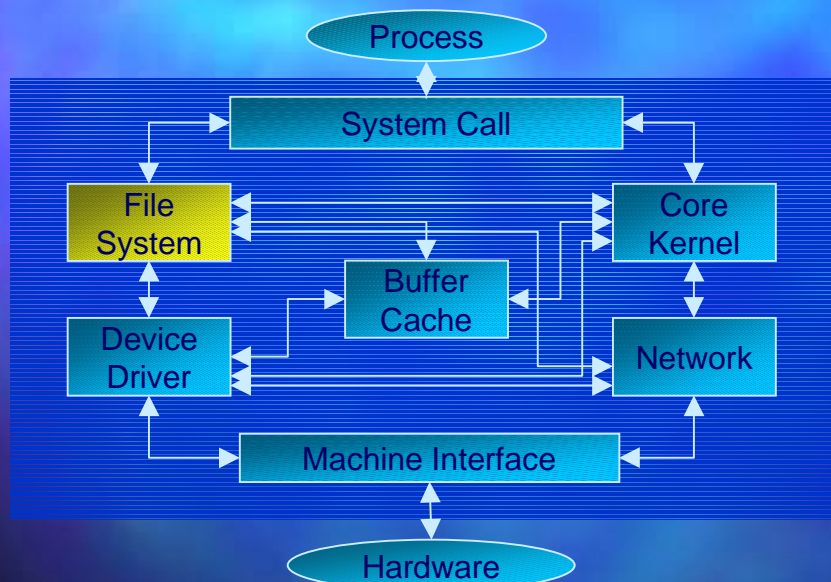 Process
System Call
File
System
Core
Kernel
Buffer
Cache
Device
Driver
Network
Machine Interface
Hardware